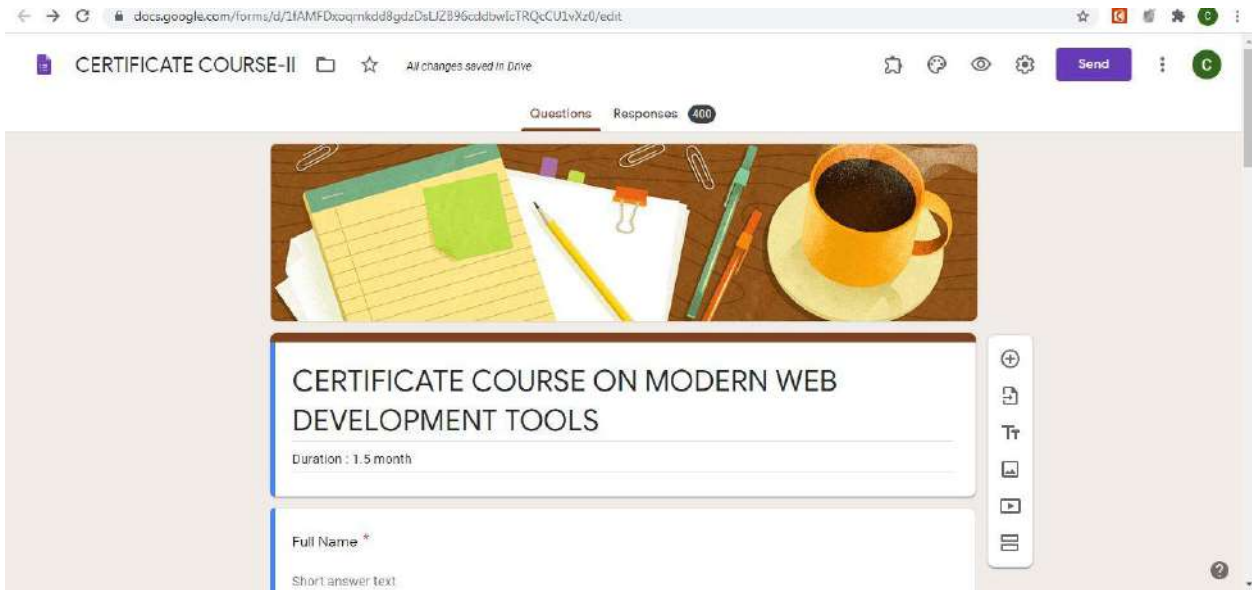 docs.google.com/forms/d/1fAMFDxoqrnkdd8gdzDsLJZB96cddbwIcTRQcCU1vXz0/edit
CERTIFICATE COURSE-II All changes saved in Drive Send C
Questions Responses 400
CERTIFICATE COURSE ON MODERN WEB
DEVELOPMENT TOOLS
Duration : 1.5 month
Full Name *
Short answer text